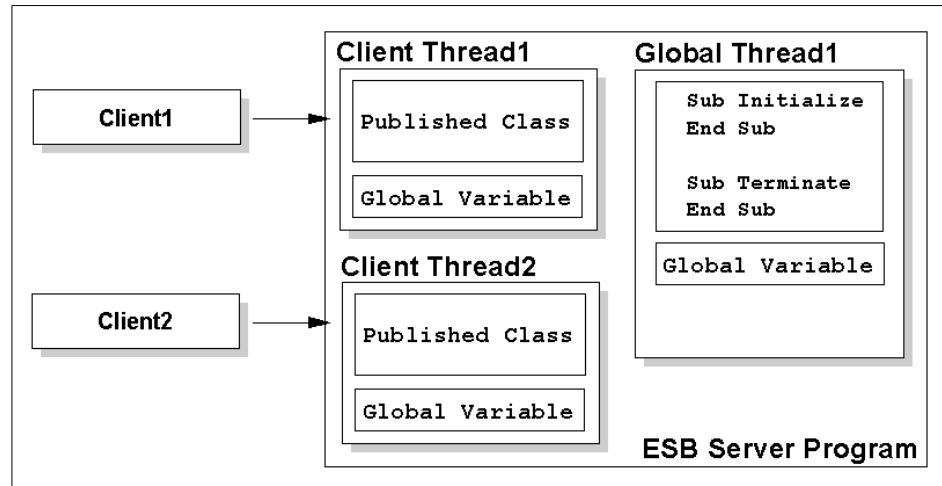 Client1
Client2
Client Thread1
Published Class
Global Variable
Client Thread2
Published Class
Global Variable
Global Thread1
Sub Initialize
End Sub
Sub Terminate
End Sub
Global Variable
ESB Server Program